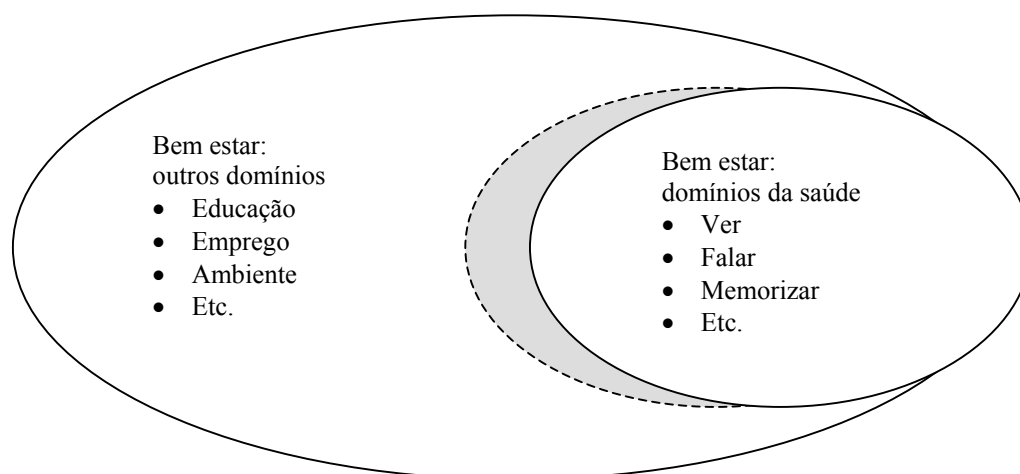 Bem estar:
outros domínios
• Educação
• Emprego
• Ambiente
• Etc.
Bem estar:
domínios da saúde
• Ver
• Falar
• Memorizar
• Etc.